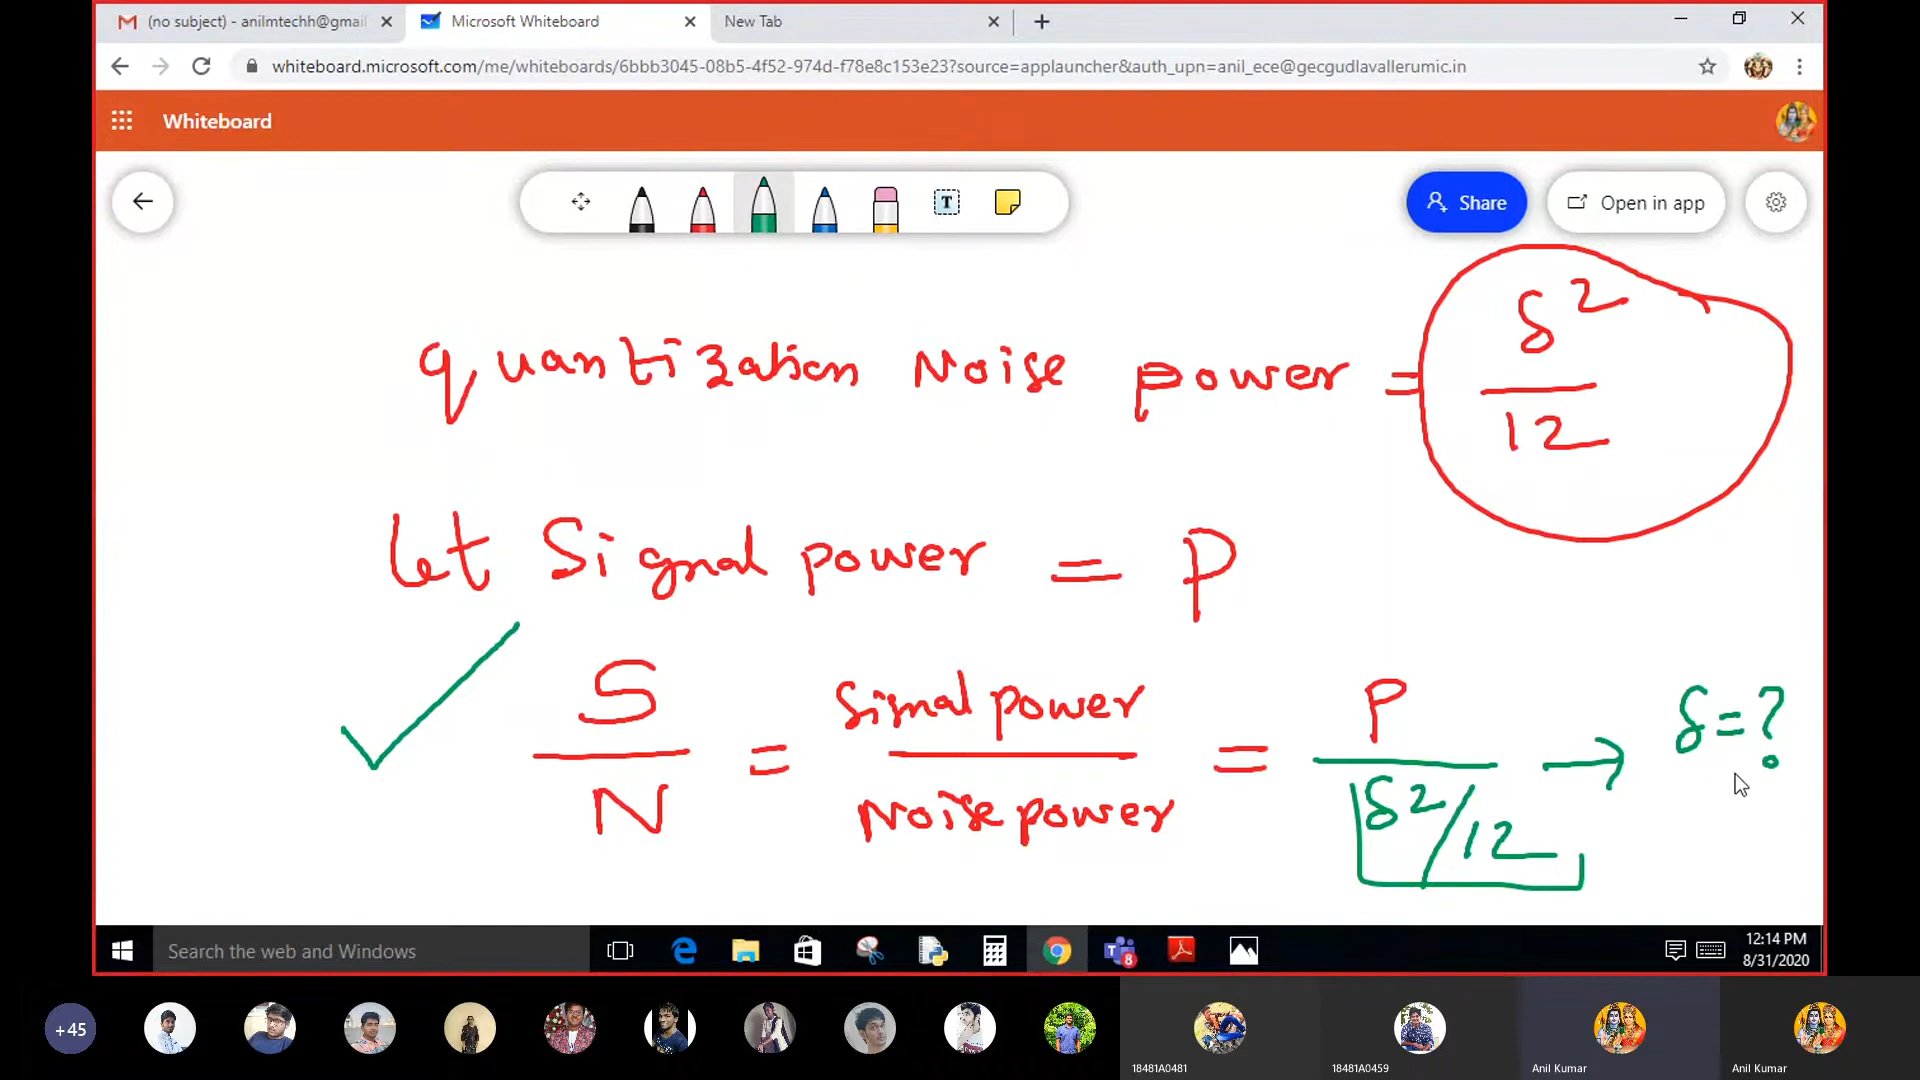 (no subject) - anilmtechh@gmail
Microsoft Whiteboard
New Tab
whiteboard.microsoft.com/me/whiteboards/6bbb3045-08b5-4f52-974d-f78e8c153e23?source=applauncher&auth_upn=anil_ece@gecgudlavallerumic.in
Whiteboard
T
Share
Open in app
quantization Noise power = δ²/12
Let Signal power = P
S/N = Signal power/Noise power = P/(δ²/12) → δ=?
Search the web and Windows
8
12:14 PM
8/31/2020
+45
18481A0481
18481A0459
Anil Kumar
Anil Kumar